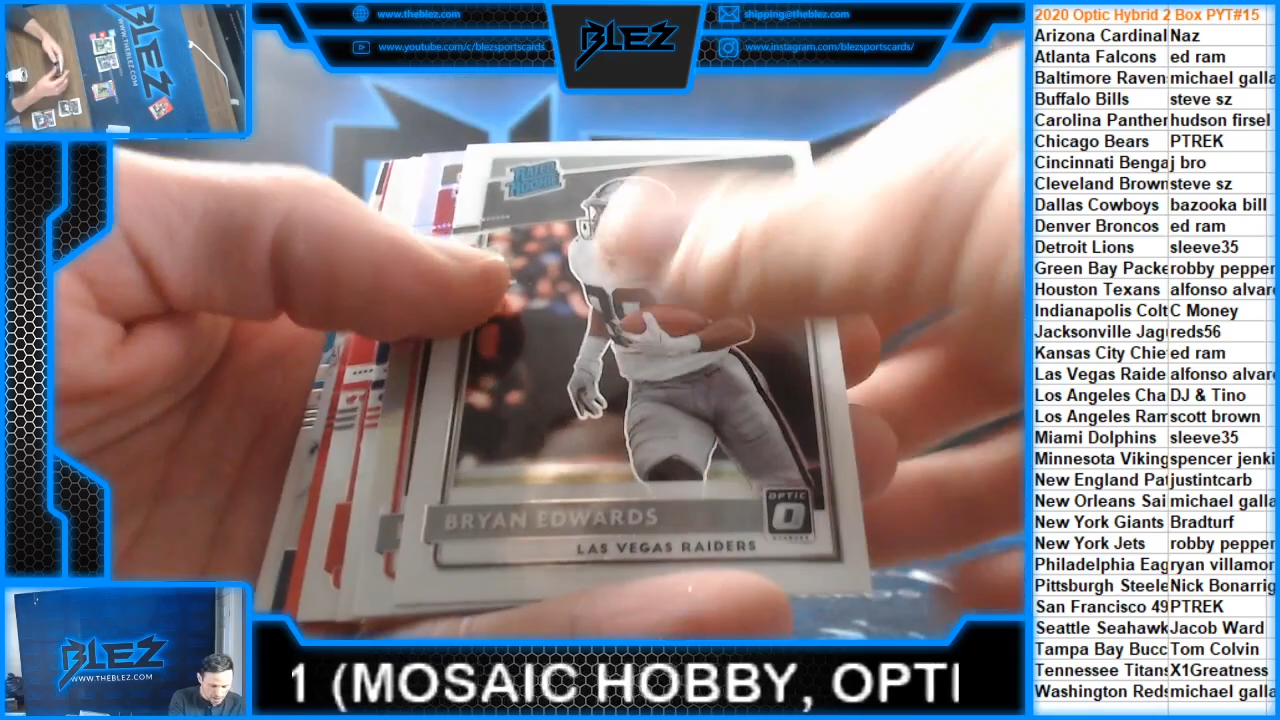 www.theblez.com
shipping@theblez.com
www.youtube.com/c/blezsportscards
www.instagram.com/blezsportscards/
BLEZ
BLEZ
WWW.THEBLEZ.COM
RATED ROOKIE
BRYAN EDWARDS
OPTIC
LAS VEGAS RAIDERS
BLEZ
WWW.THEBLEZ.COM
1 (MOSAIC HOBBY, OPTI
2020 Optic Hybrid 2 Box PYT#15
Arizona Cardinal Naz
Atlanta Falcons ed ram
Baltimore Raven michael galla
Buffalo Bills steve sz
Carolina Panther hudson firsel
Chicago Bears PTREK
Cincinnati Benga j bro
Cleveland Brown steve sz
Dallas Cowboys bazooka bill
Denver Broncos ed ram
Detroit Lions sleeve35
Green Bay Packe robby pepper
Houston Texans alfonso alvar
Indianapolis Colt C Money
Jacksonville Jag reds56
Kansas City Chie ed ram
Las Vegas Raide alfonso alvar
Los Angeles Cha DJ & Tino
Los Angeles Ram scott brown
Miami Dolphins sleeve35
Minnesota Viking spencer jenki
New England Pat justintcarb
New Orleans Sai michael galla
New York Giants Bradturf
New York Jets robby pepper
Philadelphia Eag ryan villamor
Pittsburgh Steele Nick Bonarrig
San Francisco 49 PTREK
Seattle Seahawk Jacob Ward
Tampa Bay Bucc Tom Colvin
Tennessee Titans X1Greatness
Washington Reds michael galla